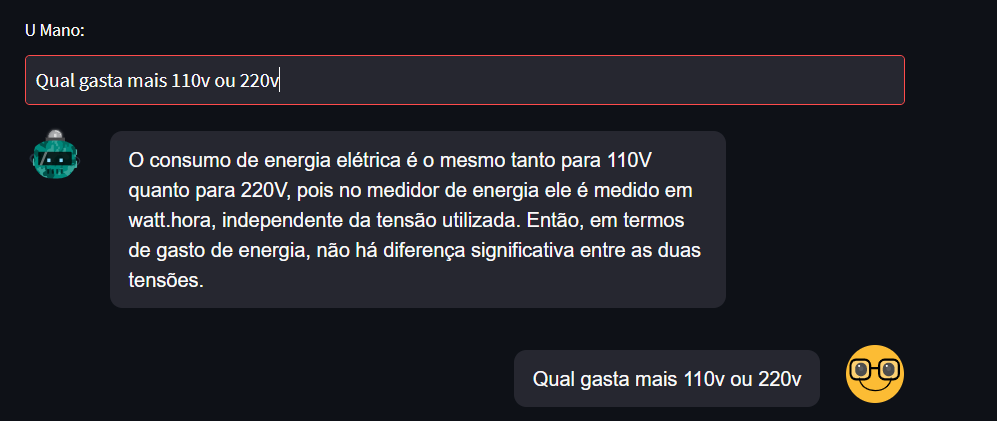 U Mano:
Qual gasta mais 110v ou 220v
O consumo de energia elétrica é o mesmo tanto para 110V
quanto para 220V, pois no medidor de energia ele é medido em
watt.hora, independente da tensão utilizada. Então, em termos
de gasto de energia, não há diferença significativa entre as duas
tensões.
Qual gasta mais 110v ou 220v